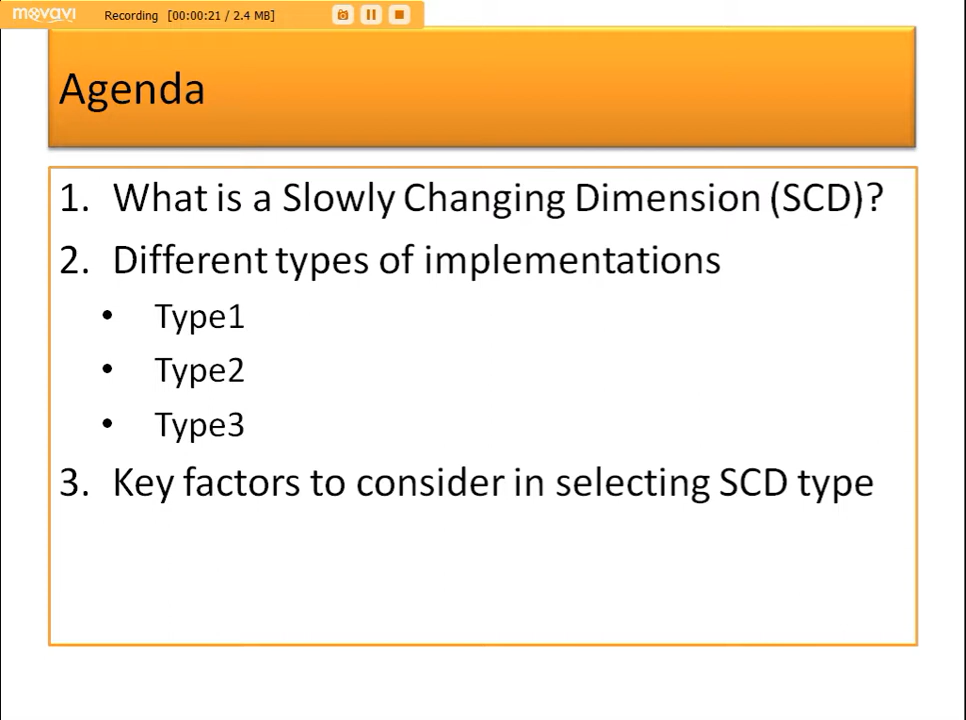 movavi Recording [00:00:21 / 2.4 MB]
Agenda
1. What is a Slowly Changing Dimension (SCD)?
2. Different types of implementations
• Type1
• Type2
• Type3
3. Key factors to consider in selecting SCD type